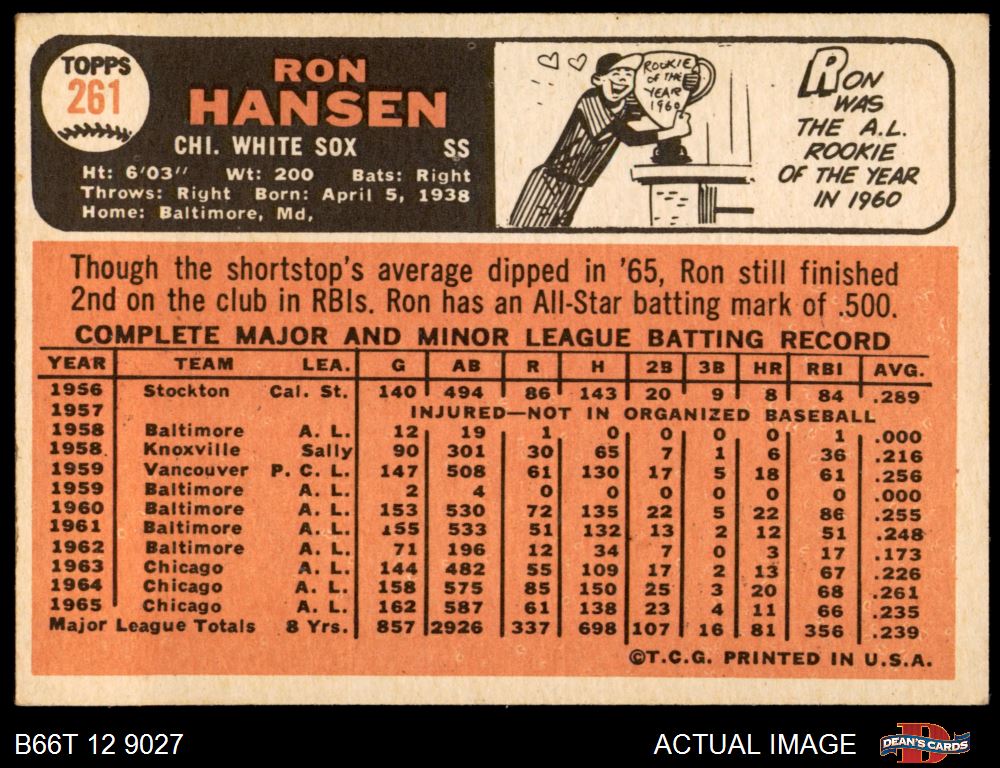 TOPPS
261
RON
HANSEN
CHI. WHITE SOX SS
Ht: 6'03" Wt: 200 Bats: Right
Throws: Right Born: April 5, 1938
Home: Baltimore, Md,
ROOKIE
OF THE
YEAR
1960
RON
WAS
THE A.L.
ROOKIE
OF THE YEAR
IN 1960
Though the shortstop's average dipped in '65, Ron still finished
2nd on the club in RBIs. Ron has an All-Star batting mark of .500.
COMPLETE MAJOR AND MINOR LEAGUE BATTING RECORD
YEAR TEAM LEA. G AB R H 2B 3B HR RBI AVG.
1956 Stockton Cal. St. 140 494 86 143 20 9 8 84 .289
1957 INJURED—NOT IN ORGANIZED BASEBALL
1958 Baltimore A. L. 12 19 1 0 0 0 0 1 .000
1958 Knoxville Sally 90 301 30 65 7 1 6 36 .216
1959 Vancouver P. C. L. 147 508 61 130 17 5 18 61 .256
1959 Baltimore A. L. 2 4 0 0 0 0 0 0 .000
1960 Baltimore A. L. 153 530 72 135 22 5 22 86 .255
1961 Baltimore A. L. 155 533 51 132 13 2 12 51 .248
1962 Baltimore A. L. 71 196 12 34 7 0 3 17 .173
1963 Chicago A. L. 144 482 55 109 17 2 13 67 .226
1964 Chicago A. L. 158 575 85 150 25 3 20 68 .261
1965 Chicago A. L. 162 587 61 138 23 4 11 66 .235
Major League Totals 8 Yrs. 857 2926 337 698 107 16 81 356 .239
©T.C.G. PRINTED IN U.S.A.
B66T 12 9027
ACTUAL IMAGE
DEAN'S CARDS